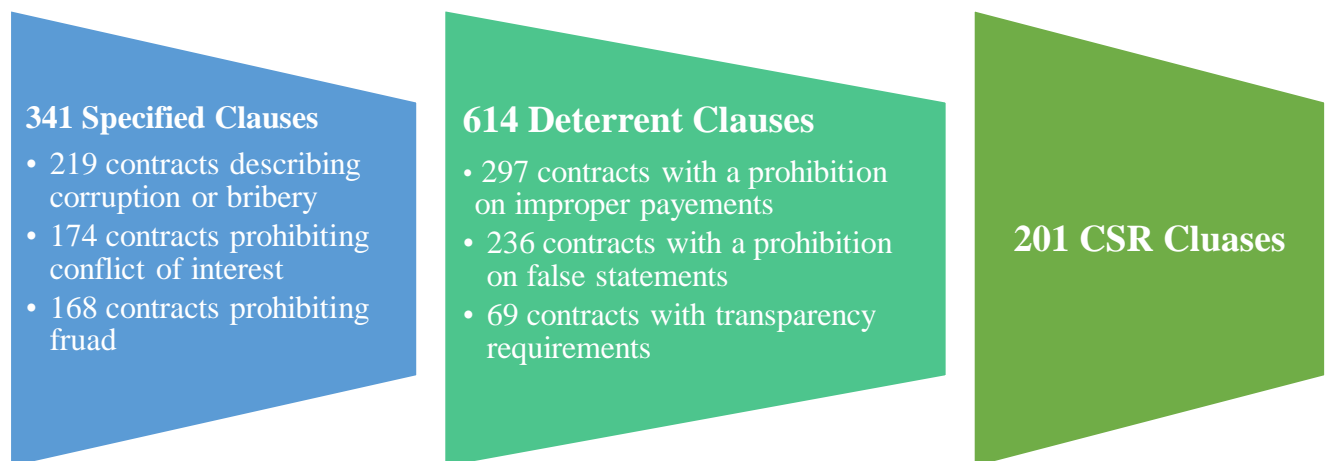 341 Specified Clauses
• 219 contracts describing
corruption or bribery
• 174 contracts prohibiting
conflict of interest
• 168 contracts prohibiting
fruad
614 Deterrent Clauses
• 297 contracts with a prohibition
on improper payements
• 236 contracts with a prohibition
on false statements
• 69 contracts with transparency
requirements
201 CSR Cluases